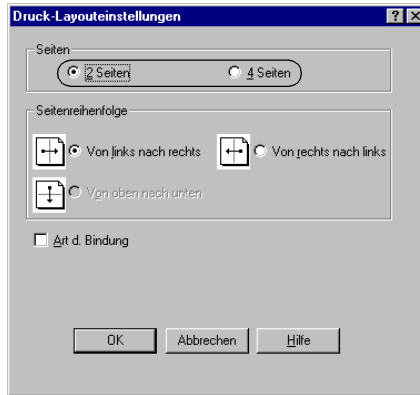 Druck-Layouteinstellungen
Seiten
2 Seiten
4 Seiten
Seitenreihenfolge
Von links nach rechts
Von rechts nach links
Von oben nach unten
Art d. Bindung
OK
Abbrechen
Hilfe